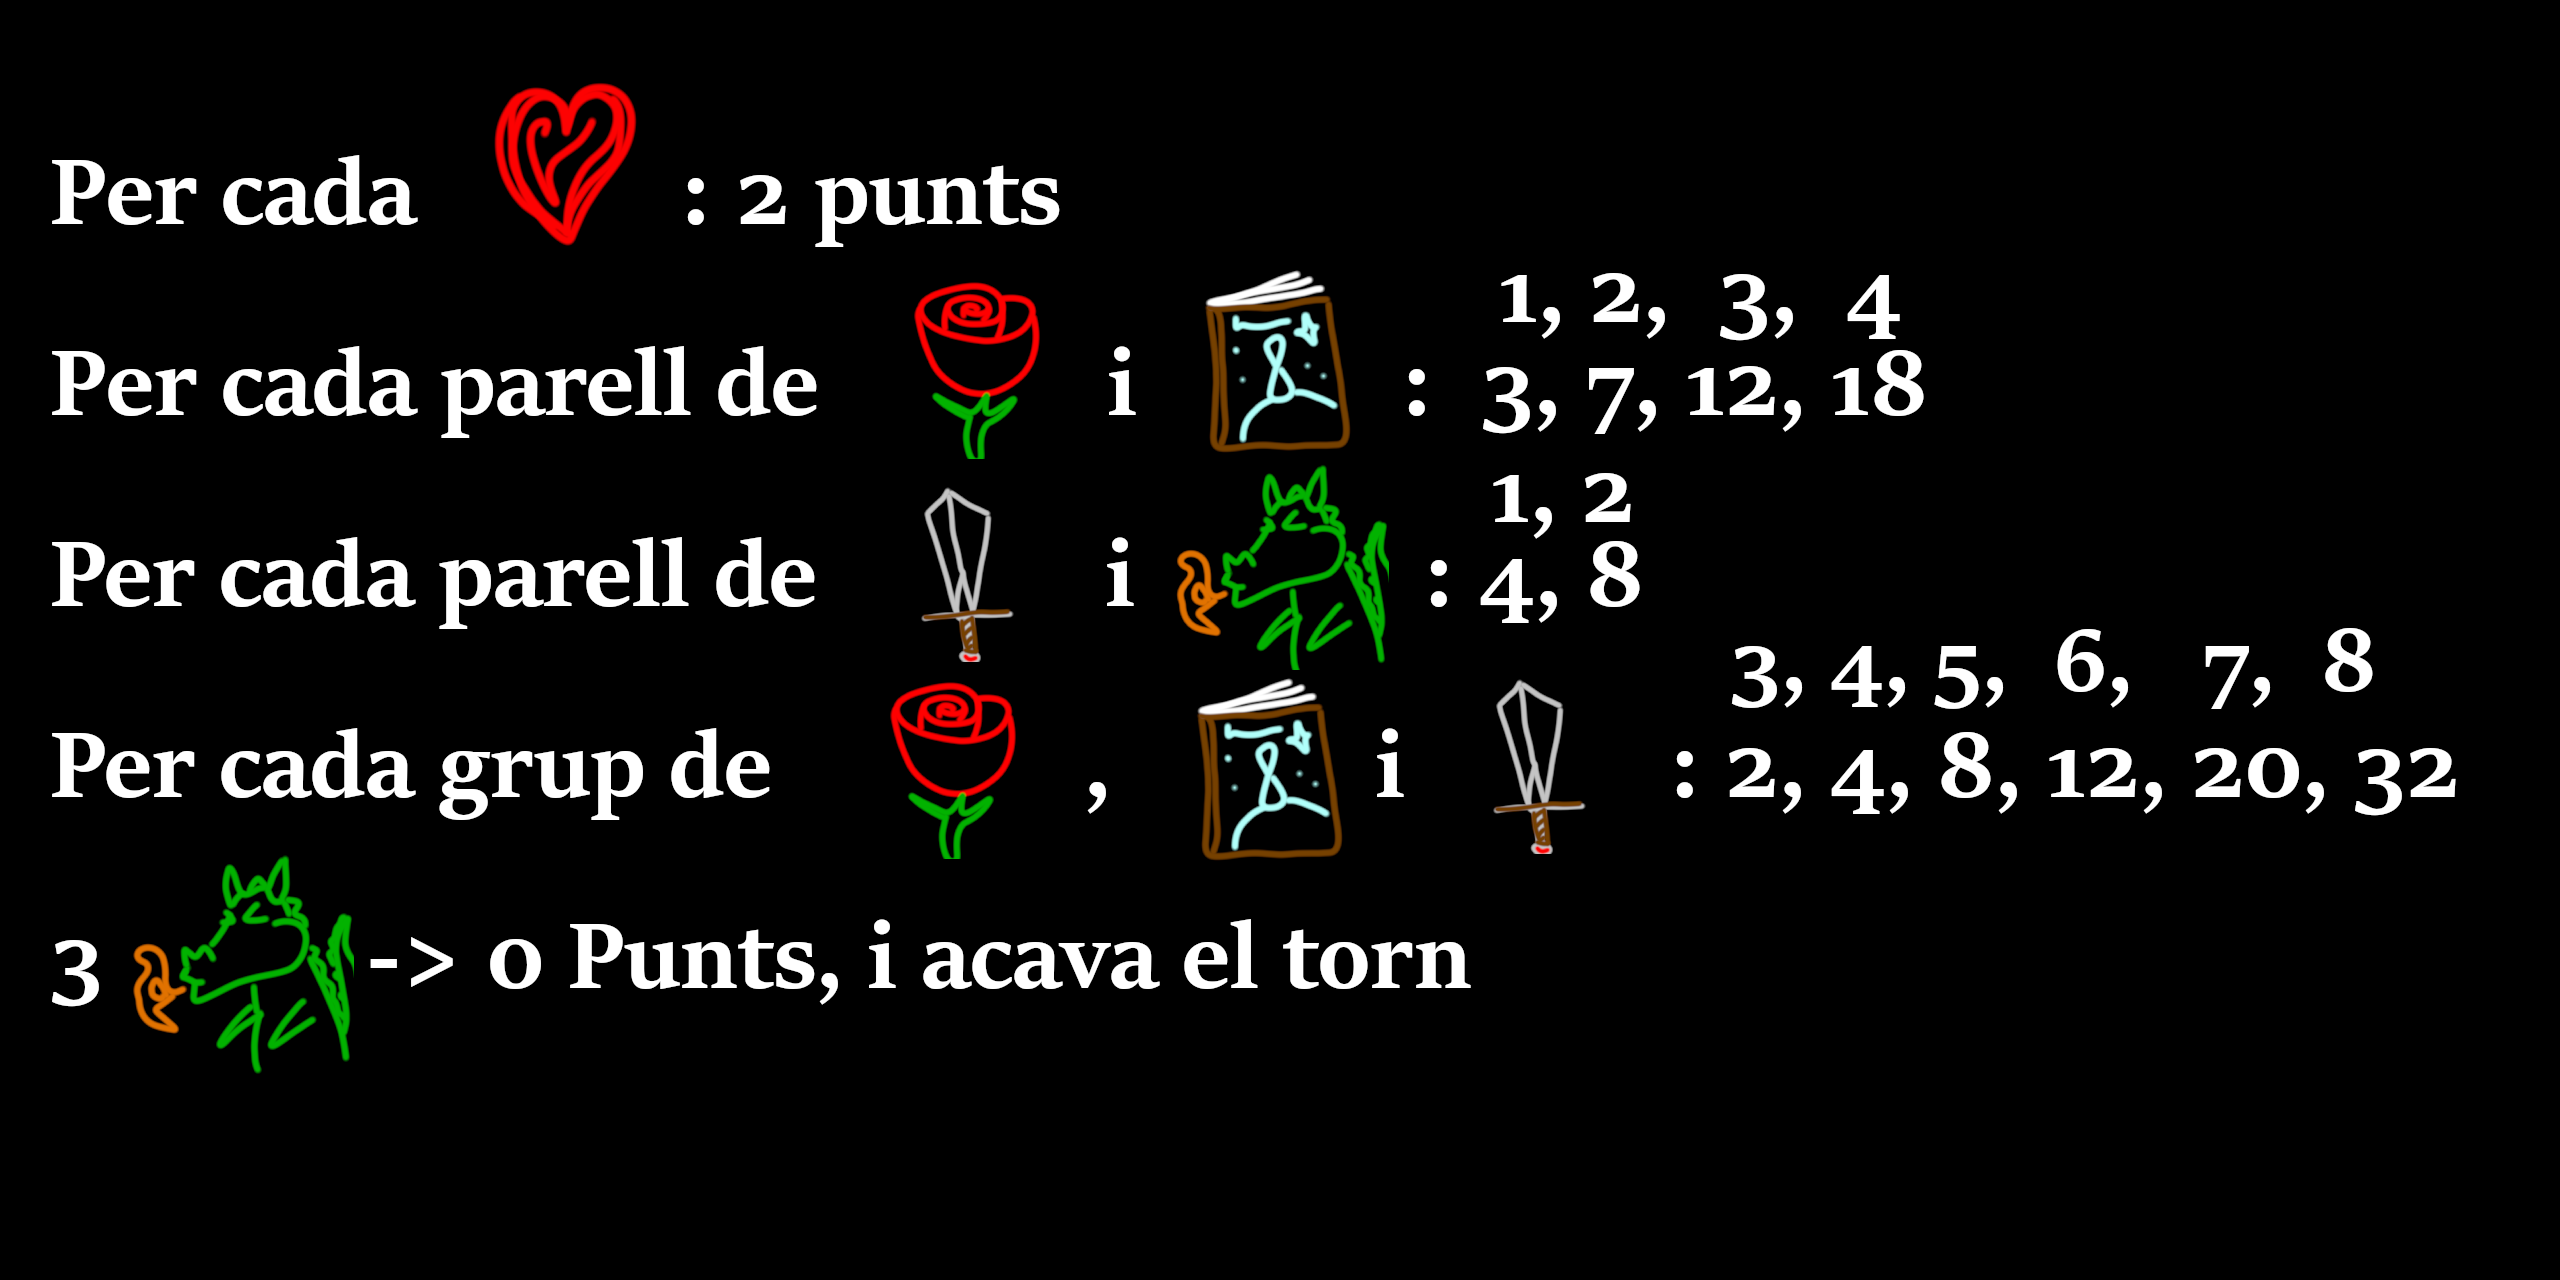 Per cada : 2 punts
1, 2, 3, 4
Per cada parell de i : 3, 7, 12, 18
1, 2
Per cada parell de i : 4, 8
3, 4, 5, 6, 7, 8
Per cada grup de , i : 2, 4, 8, 12, 20, 32
3 -> 0 Punts, i acava el torn